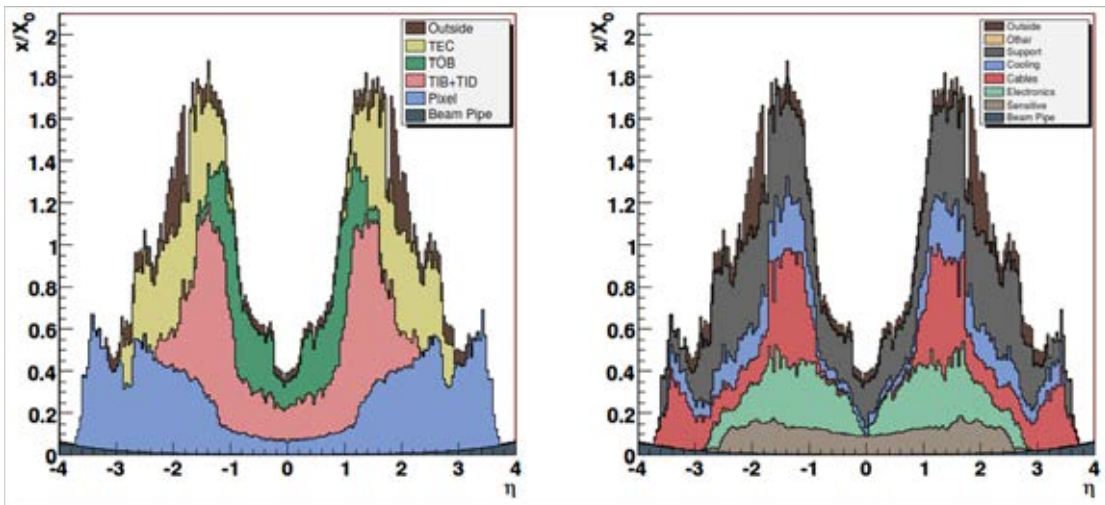 x/X0
2
1.8
1.6
1.4
1.2
1
0.8
0.6
0.4
0.2
0
-4 -3 -2 -1 0 1 2 3 4
η
Outside
TEC
TOB
TIB+TID
Pixel
Beam Pipe
x/X0
2
1.8
1.6
1.4
1.2
1
0.8
0.6
0.4
0.2
0
-4 -3 -2 -1 0 1 2 3 4
η
Outside
Other
Support
Cooling
Cables
Electronics
Sensitive
Beam Pipe